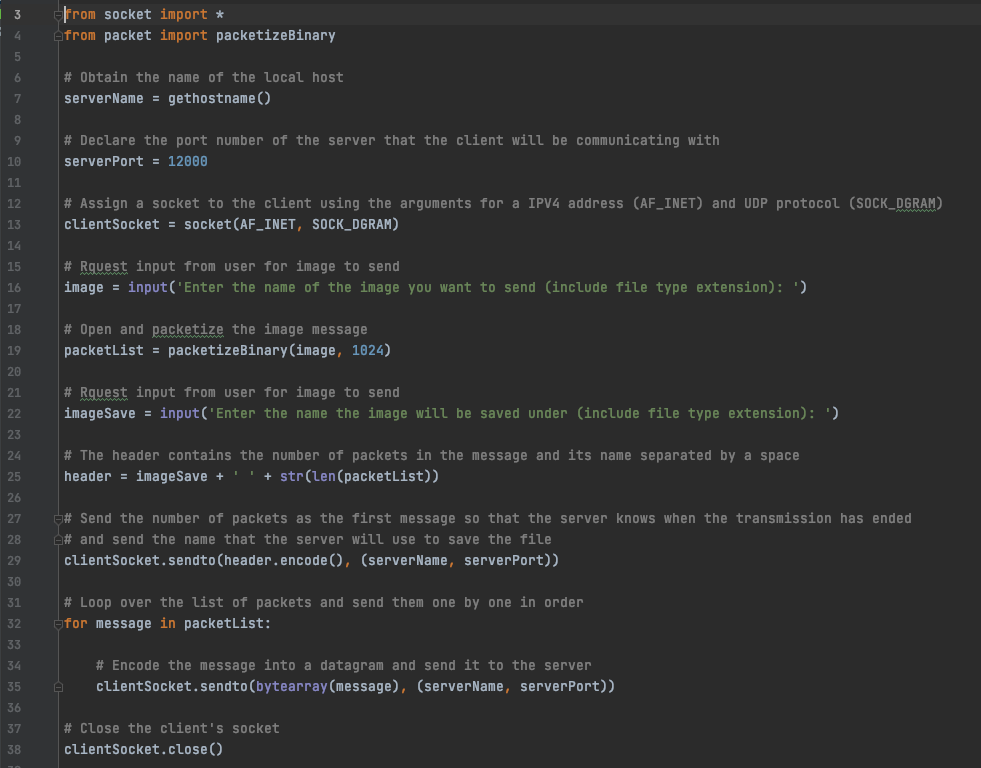 3 from socket import *
4 from packet import packetizeBinary
5
6 # Obtain the name of the local host
7 serverName = gethostname()
8
9 # Declare the port number of the server that the client will be communicating with
10 serverPort = 12000
11
12 # Assign a socket to the client using the arguments for a IPV4 address (AF_INET) and UDP protocol (SOCK_DGRAM)
13 clientSocket = socket(AF_INET, SOCK_DGRAM)
14
15 # Rquest input from user for image to send
16 image = input('Enter the name of the image you want to send (include file type extension): ')
17
18 # Open and packetize the image message
19 packetList = packetizeBinary(image, 1024)
20
21 # Rquest input from user for image to send
22 imageSave = input('Enter the name the image will be saved under (include file type extension): ')
23
24 # The header contains the number of packets in the message and its name separated by a space
25 header = imageSave + ' ' + str(len(packetList))
26
27 # Send the number of packets as the first message so that the server knows when the transmission has ended
28 # and send the name that the server will use to save the file
29 clientSocket.sendto(header.encode(), (serverName, serverPort))
30
31 # Loop over the list of packets and send them one by one in order
32 for message in packetList:
33
34     # Encode the message into a datagram and send it to the server
35     clientSocket.sendto(bytearray(message), (serverName, serverPort))
36
37 # Close the client's socket
38 clientSocket.close()